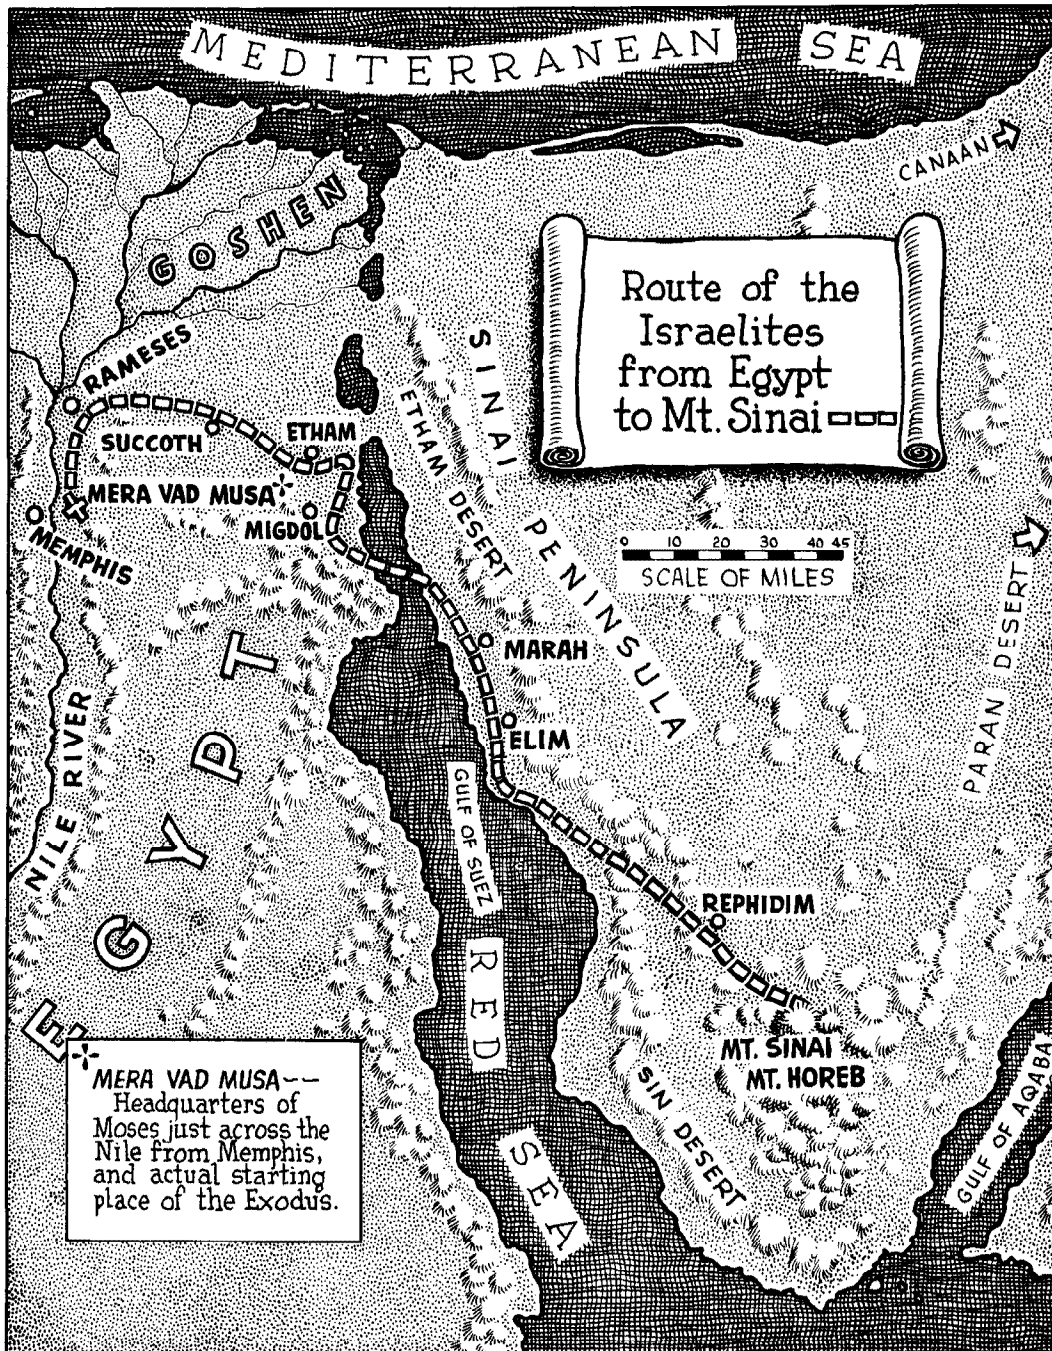 MEDITERRANEAN SEA
CANAAN
GOSHEN
Route of the
Israelites
from Egypt
to Mt. Sinai
RAMESES
SUCCOTH
ETHAM
MERA VAD MUSA
MIGDOL
MEMPHIS
ETHAM DESERT
SINAI PENINSULA
0 10 20 30 40 45
SCALE OF MILES
PARAN DESERT
MARAH
ELIM
NILE RIVER
EGYPT
GULF OF SUEZ
RED SEA
REPHIDIM
MT. SINAI
MT. HOREB
SIN DESERT
GULF OF AQABA
MERA VAD MUSA--
Headquarters of
Moses just across the
Nile from Memphis,
and actual starting
place of the Exodus.